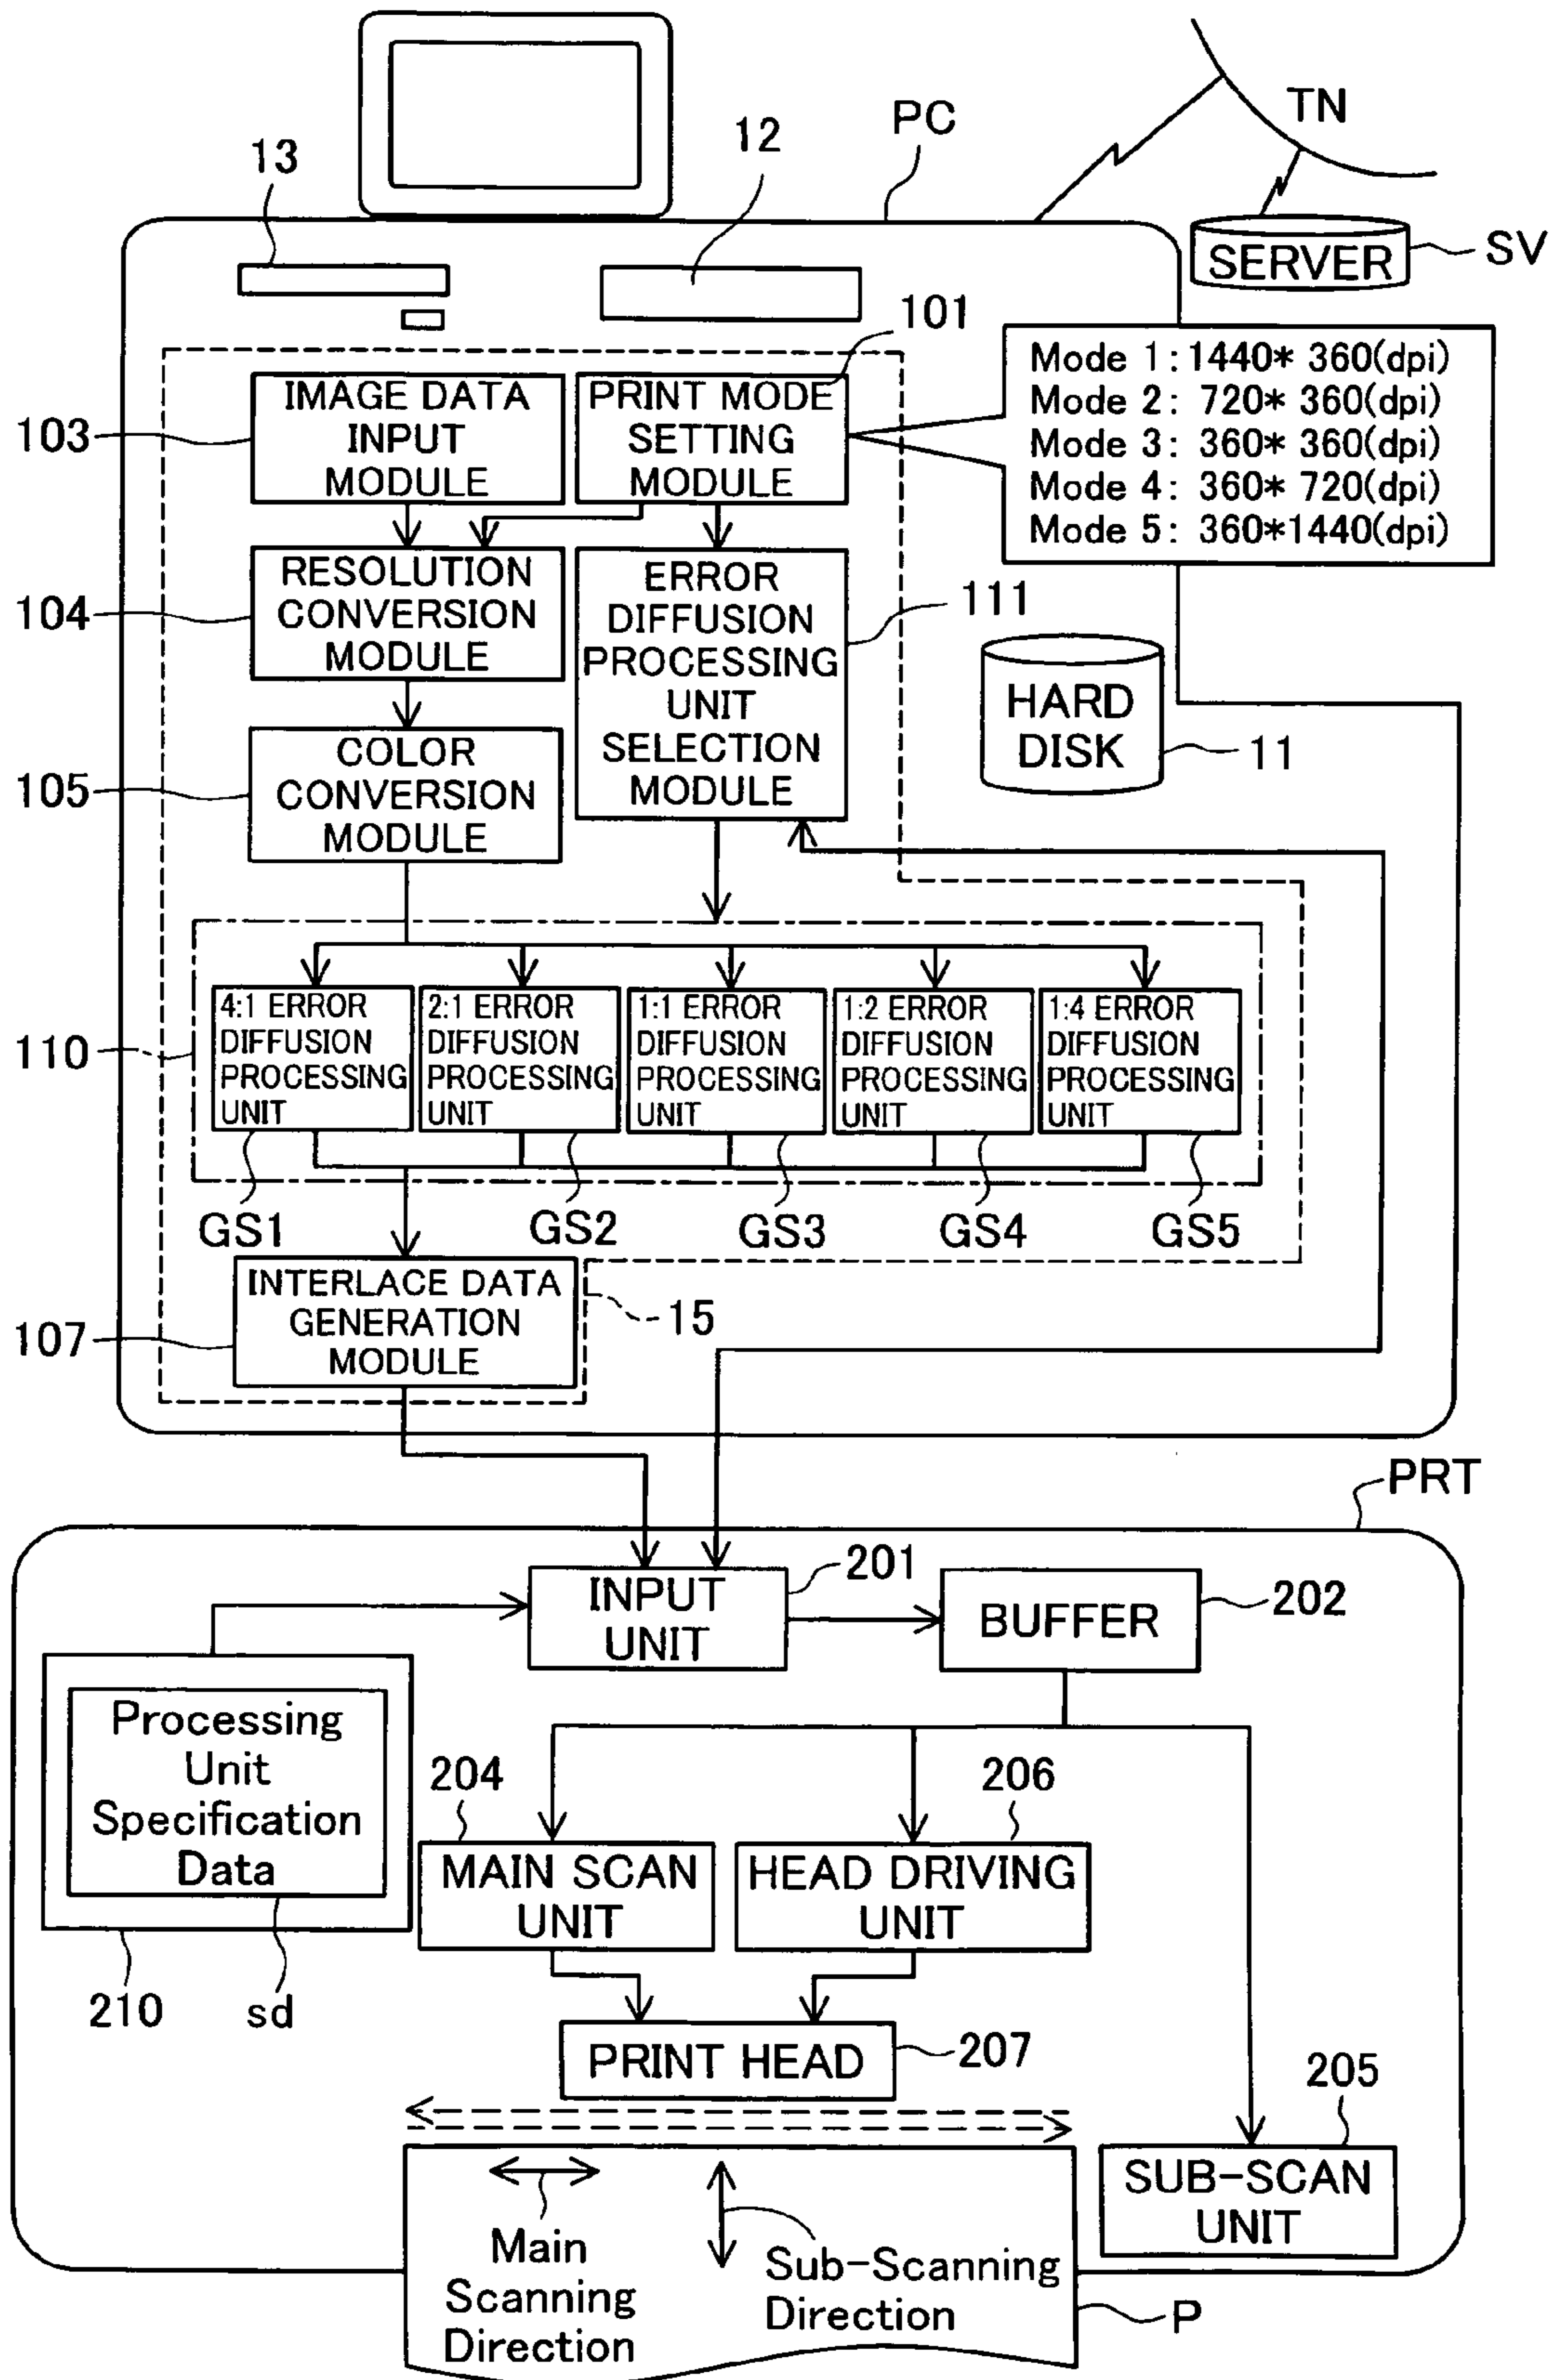 PC
TN
12
13
SERVER
SV
101
Mode 1: 1440* 360(dpi)
Mode 2: 720* 360(dpi)
Mode 3: 360* 360(dpi)
Mode 4: 360* 720(dpi)
Mode 5: 360*1440(dpi)
IMAGE DATA
INPUT
MODULE
103
PRINT MODE
SETTING
MODULE
RESOLUTION
CONVERSION
MODULE
104
ERROR
DIFFUSION
PROCESSING
UNIT
SELECTION
MODULE
111
HARD
DISK
11
COLOR
CONVERSION
MODULE
105
4:1 ERROR
DIFFUSION
PROCESSING
UNIT
2:1 ERROR
DIFFUSION
PROCESSING
UNIT
1:1 ERROR
DIFFUSION
PROCESSING
UNIT
1:2 ERROR
DIFFUSION
PROCESSING
UNIT
1:4 ERROR
DIFFUSION
PROCESSING
UNIT
110
GS1
GS2
GS3
GS4
GS5
INTERLACE DATA
GENERATION
MODULE
107
15
PRT
INPUT
UNIT
201
BUFFER
202
Processing
Unit
Specification
Data
210
sd
204
MAIN SCAN
UNIT
206
HEAD DRIVING
UNIT
PRINT HEAD
207
205
SUB-SCAN
UNIT
Main
Scanning
Direction
Sub-Scanning
Direction
P